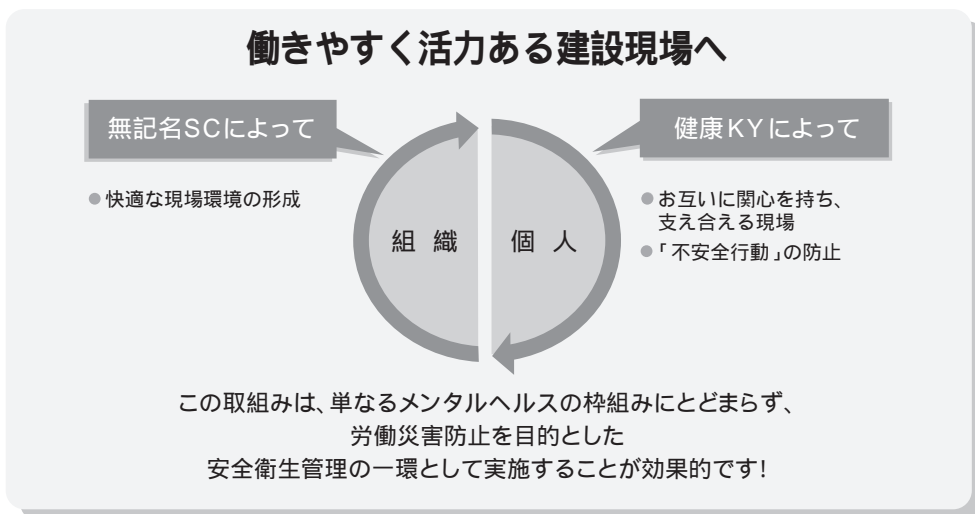 働きやすく活力ある建設現場へ
無記名SCによって
●快適な現場環境の形成
組 織
個 人
健康KYによって
●お互いに関心を持ち、
支え合える現場
●「不安全行動」の防止
この取組みは、単なるメンタルヘルスの枠組みにとどまらず、
労働災害防止を目的とした
安全衛生管理の一環として実施することが効果的です!